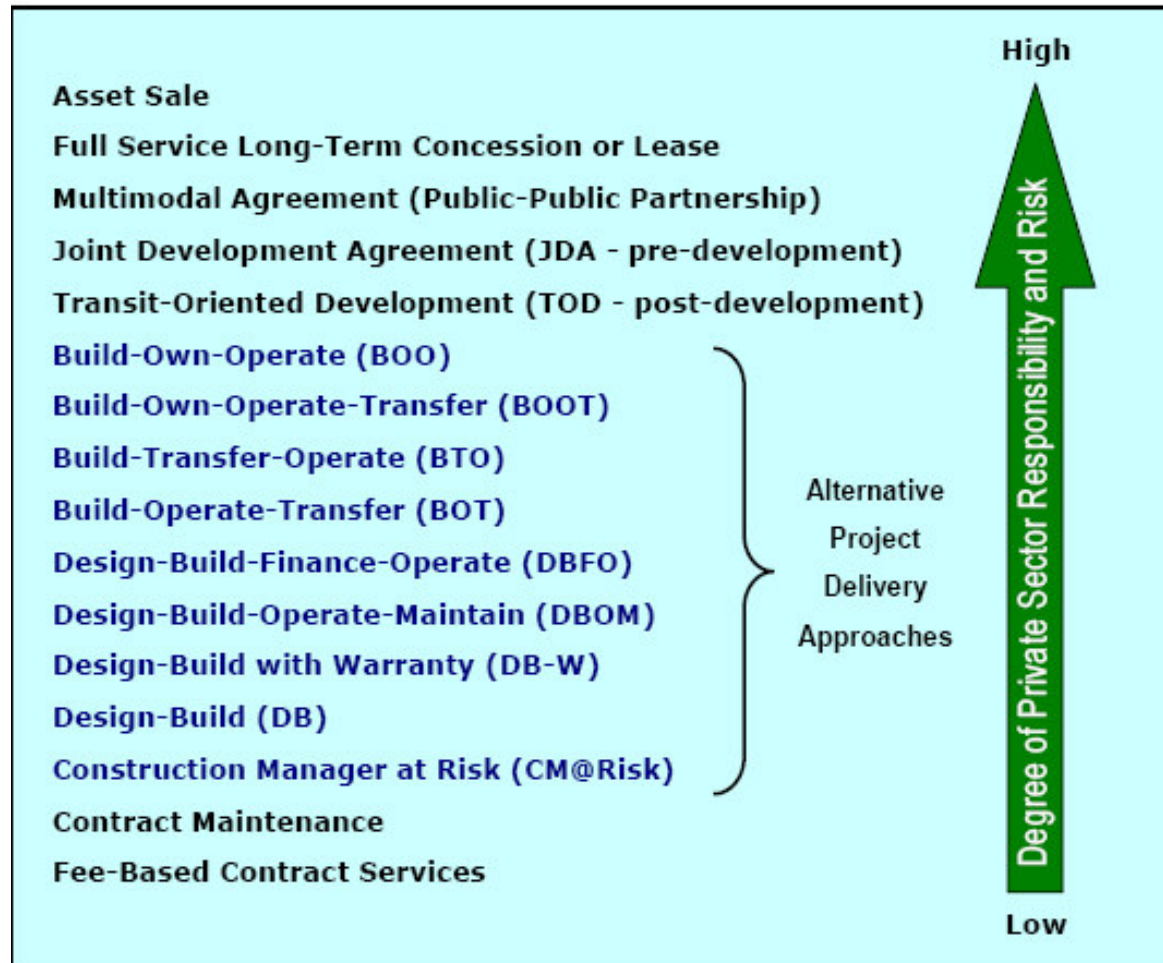 High
Asset Sale
Full Service Long-Term Concession or Lease
Multimodal Agreement (Public-Public Partnership)
Joint Development Agreement (JDA - pre-development)
Transit-Oriented Development (TOD - post-development)
Build-Own-Operate (BOO)
Build-Own-Operate-Transfer (BOOT)
Build-Transfer-Operate (BTO)
Build-Operate-Transfer (BOT)
Design-Build-Finance-Operate (DBFO)
Design-Build-Operate-Maintain (DBOM)
Design-Build with Warranty (DB-W)
Design-Build (DB)
Construction Manager at Risk (CM@Risk)
Contract Maintenance
Fee-Based Contract Services
Alternative
Project
Delivery
Approaches
Degree of Private Sector Responsibility and Risk
Low